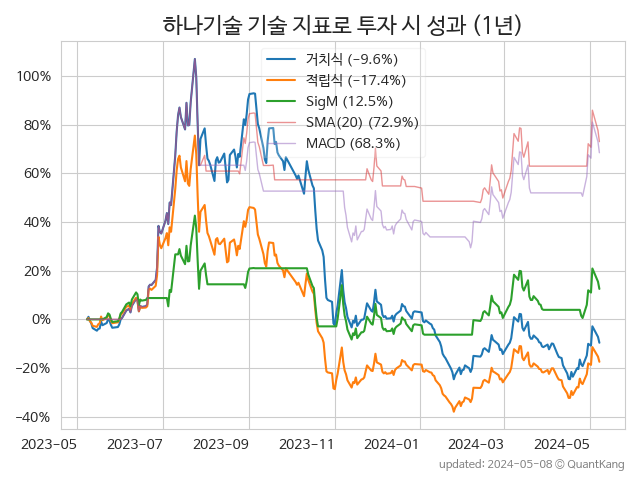 하나기술 기술 지표로 투자 시 성과 (1년)
거치식 (-9.6%)
적립식 (-17.4%)
SigM (12.5%)
SMA(20) (72.9%)
MACD (68.3%)
100%
80%
60%
40%
20%
0%
−20%
−40%
2023-05 2023-07 2023-09 2023-11 2024-01 2024-03 2024-05
updated: 2024-05-08 © QuantKang